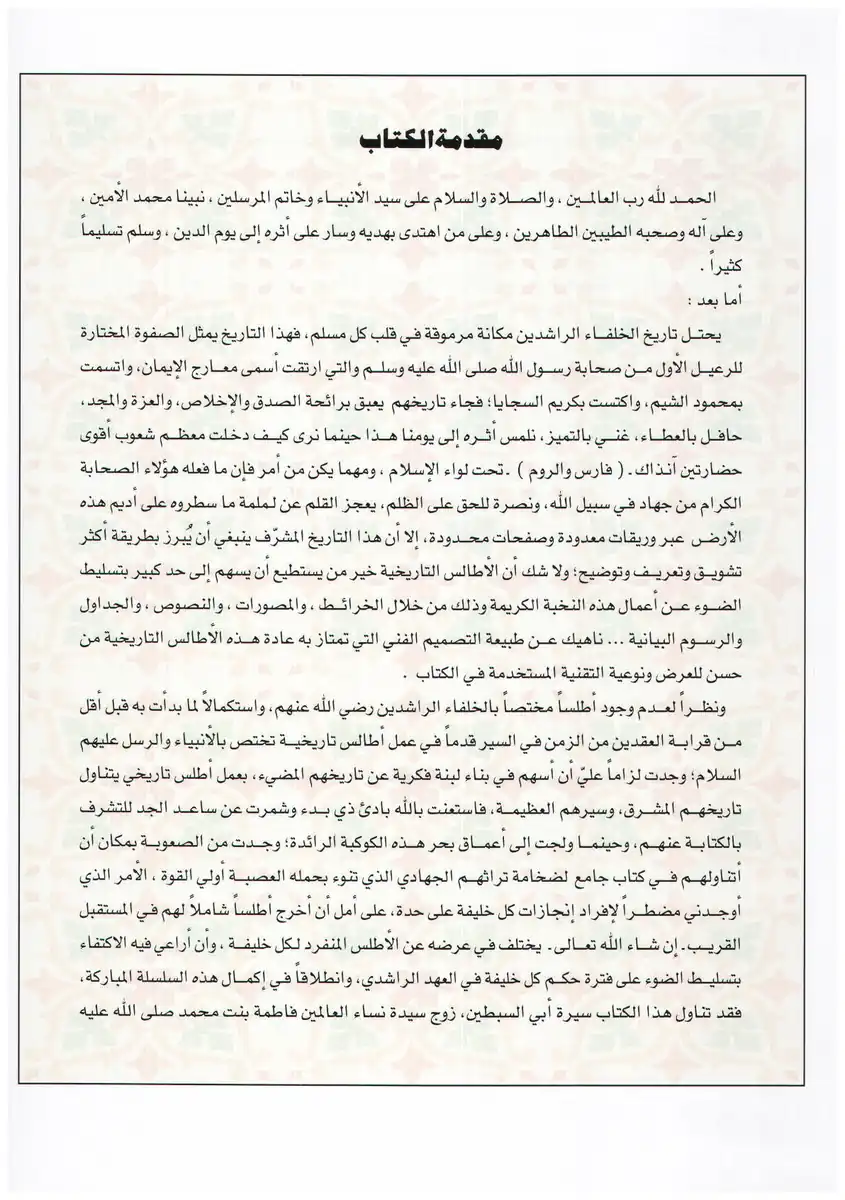 مقدمة الكتاب
الحمد لله رب العالمين ، والصلاة والسلام على سيد الأنبياء وخاتم المرسلين ، نبينا محمد الأمين ،
وعلى آله وصحبه الطيبين الطاهرين ، وعلى من اهتدى بهديه وسار على أثره إلى يوم الدين ، وسلم تسليماً
كثيراً .
أما بعد :
يحتل تاريخ الخلفاء الراشدين مكانة مرموقة في قلب كل مسلم، فهذا التاريخ يمثل الصفوة المختارة
للرعيل الأول من صحابة رسول الله صلى الله عليه وسلم والتي ارتقت أسمى معارج الإيمان، واتسمت
بمحمود الشيم، واكتست بكريم السجايا؛ فجاء تاريخهم يعبق برائحة الصدق والإخلاص، والعزة والمجد،
حافل بالعطاء، غني بالتميز، نلمس أثره إلى يومنا هذا حينما نرى كيف دخلت معظم شعوب أقوى
حضارتين آنذاك ـ ( فارس والروم ) ـ تحت لواء الإسلام ، ومهما يكن من أمر فإن ما فعله هؤلاء الصحابة
الكرام من جهاد في سبيل الله، ونصرة للحق على الظلم، يعجز القلم عن لملمة ما سطروه على أديم هذه
الأرض عبر وريقات معدودة وصفحات محدودة، إلا أن هذا التاريخ المشرّف ينبغي أن يُبرز بطريقة أكثر
تشويق وتعريف وتوضيح؛ ولا شك أن الأطالس التاريخية خير من يستطيع أن يسهم إلى حد كبير بتسليط
الضوء عن أعمال هذه النخبة الكريمة وذلك من خلال الخرائط ، والمصورات ، والنصوص ، والجداول
والرسوم البيانية ... ناهيك عن طبيعة التصميم الفني التي تمتاز به عادة هذه الأطالس التاريخية من
حسن للعرض ونوعية التقنية المستخدمة في الكتاب .
ونظراً لعدم وجود أطلساً مختصاً بالخلفاء الراشدين رضي الله عنهم، واستكمالاً لما بدأت به قبل أقل
من قرابة العقدين من الزمن في السير قدماً في عمل أطالس تاريخية تختص بالأنبياء والرسل عليهم
السلام؛ وجدت لزاماً عليّ أن أسهم في بناء لبنة فكرية عن تاريخهم المضيء، بعمل أطلس تاريخي يتناول
تاريخهم المشرق، وسيرهم العظيمة، فاستعنت بالله بادئ ذي بدء وشمرت عن ساعد الجد للتشرف
بالكتابة عنهم، وحينما ولجت إلى أعماق بحر هذه الكوكبة الرائدة؛ وجدت من الصعوبة بمكان أن
أتناولهم في كتاب جامع لضخامة تراثهم الجهادي الذي تنوء بحمله العصبة أولي القوة ، الأمر الذي
أوجدني مضطراً لإفراد إنجازات كل خليفة على حدة، على أمل أن أخرج أطلساً شاملاً لهم في المستقبل
القريب ـ إن شاء الله تعالى ـ يختلف في عرضه عن الأطلس المنفرد لكل خليفة ، وأن أراعي فيه الاكتفاء
بتسليط الضوء على فترة حكم كل خليفة في العهد الراشدي، وانطلاقاً في إكمال هذه السلسلة المباركة،
فقد تناول هذا الكتاب سيرة أبي السبطين، زوج سيدة نساء العالمين فاطمة بنت محمد صلى الله عليه